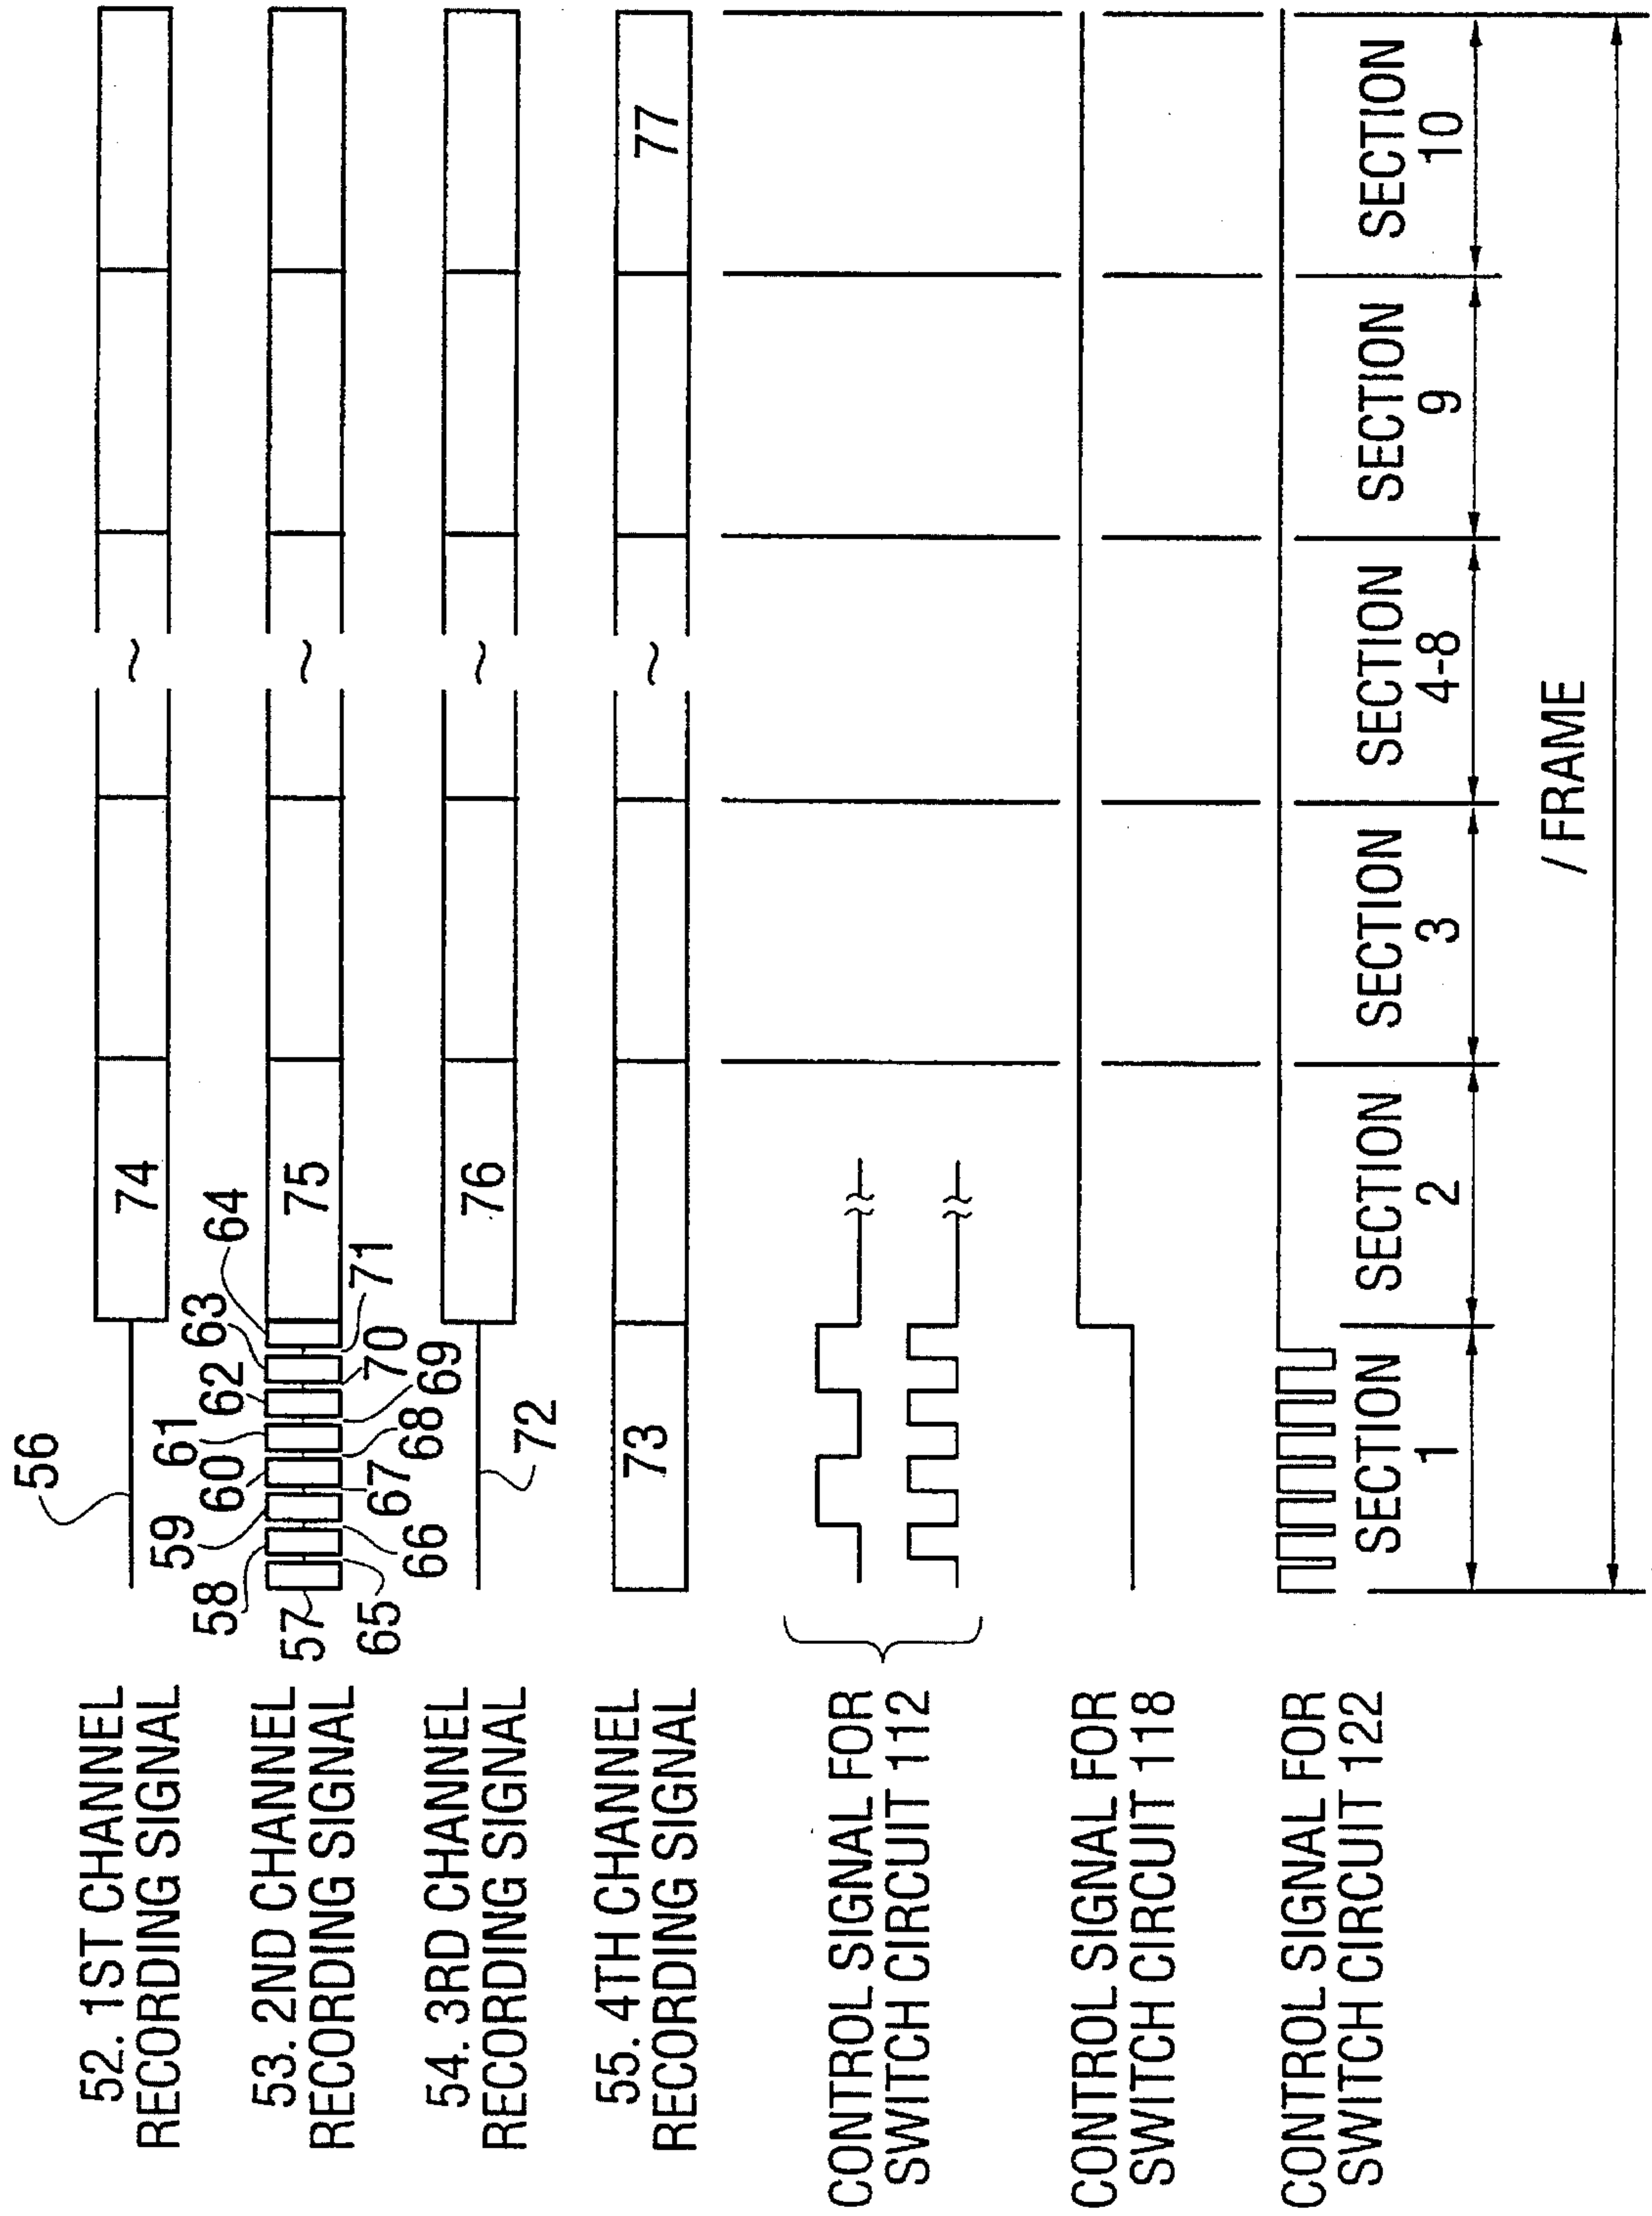 52. 1ST CHANNEL
RECORDING SIGNAL
56
74
53. 2ND CHANNEL
RECORDING SIGNAL
57
58
59
60
61
62
63
64
65
66
67
68
69
70
71
75
54. 3RD CHANNEL
RECORDING SIGNAL
72
76
55. 4TH CHANNEL
RECORDING SIGNAL
73
77
CONTROL SIGNAL FOR
SWITCH CIRCUIT 112
CONTROL SIGNAL FOR
SWITCH CIRCUIT 118
CONTROL SIGNAL FOR
SWITCH CIRCUIT 122
SECTION
1
SECTION
2
SECTION
3
SECTION
4-8
SECTION
9
SECTION
10
/ FRAME